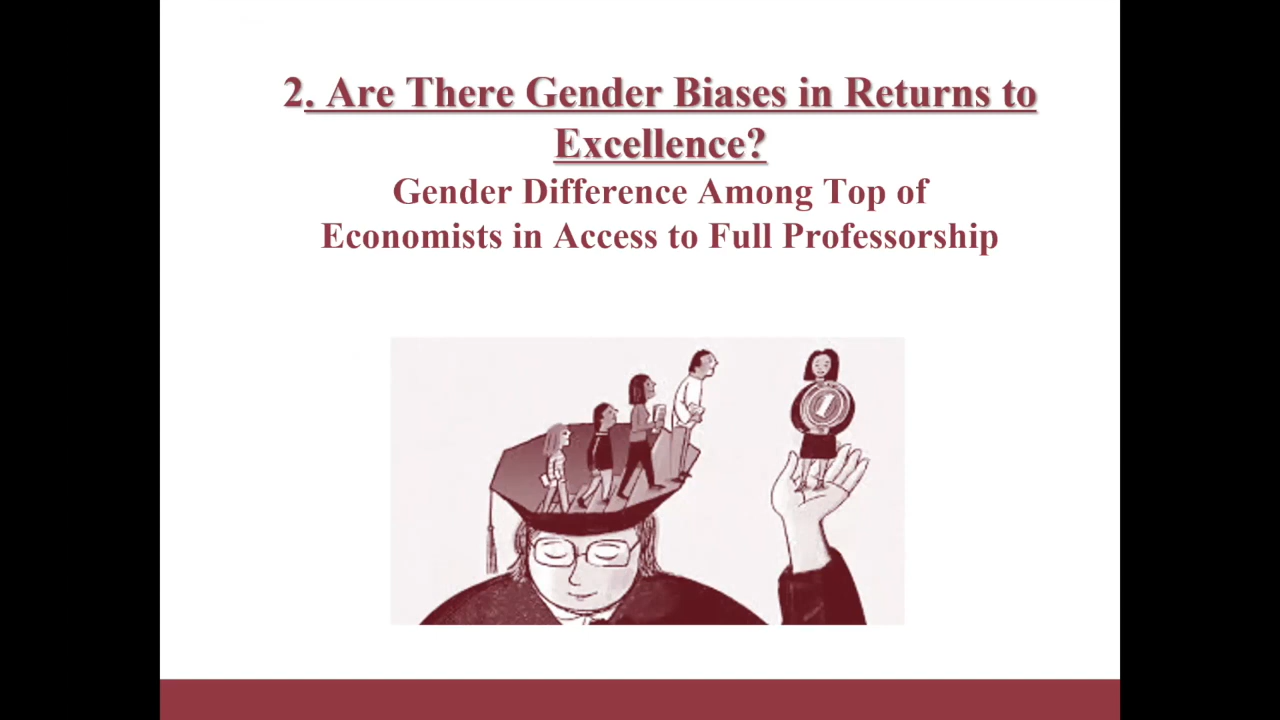 2. Are There Gender Biases in Returns to
Excellence?
Gender Difference Among Top of
Economists in Access to Full Professorship
1